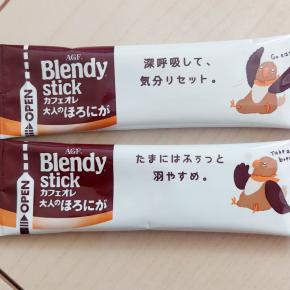 AGF
Blendy
stick
カフェオレ
大人のほろにが
OPEN
深呼吸して、
気分リセット。
AGF
Blendy
stick
カフェオレ
大人のほろにが
OPEN
たまにはふぅっと
羽やすめ。
Take a